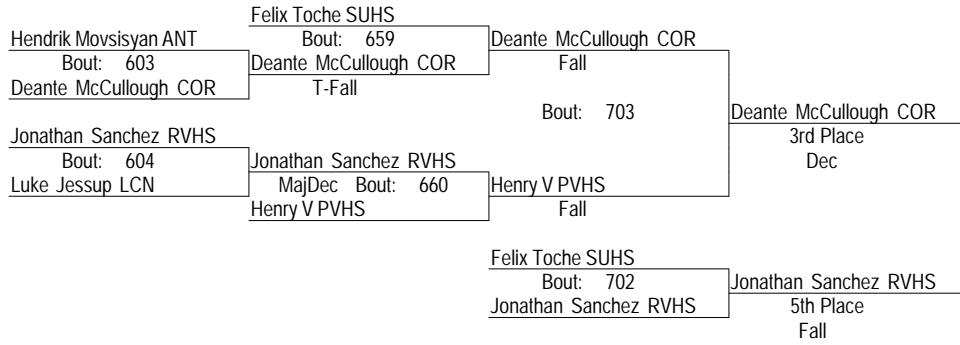 Felix Toche SUHS
Hendrik Movsisyan ANT
Bout: 659
Deante McCullough COR
Bout: 603
Deante McCullough COR
Fall
Deante McCullough COR
T-Fall
Bout: 703
Deante McCullough COR
Jonathan Sanchez RVHS
3rd Place
Bout: 604
Jonathan Sanchez RVHS
Dec
Luke Jessup LCN
MajDec Bout: 660
Henry V PVHS
Henry V PVHS
Fall
Felix Toche SUHS
Bout: 702
Jonathan Sanchez RVHS
Jonathan Sanchez RVHS
5th Place
Fall